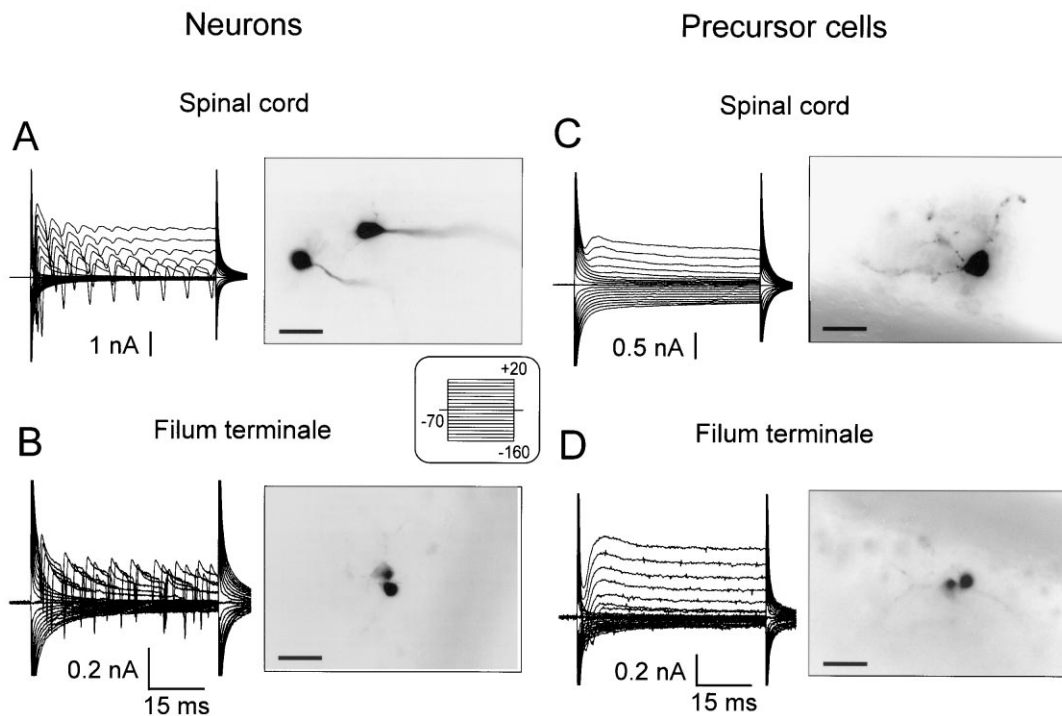 Neurons
Precursor cells
Spinal cord
Spinal cord
A
C
1 nA
0.5 nA
+20
-70
-160
Filum terminale
Filum terminale
B
D
0.2 nA
15 ms
0.2 nA
15 ms